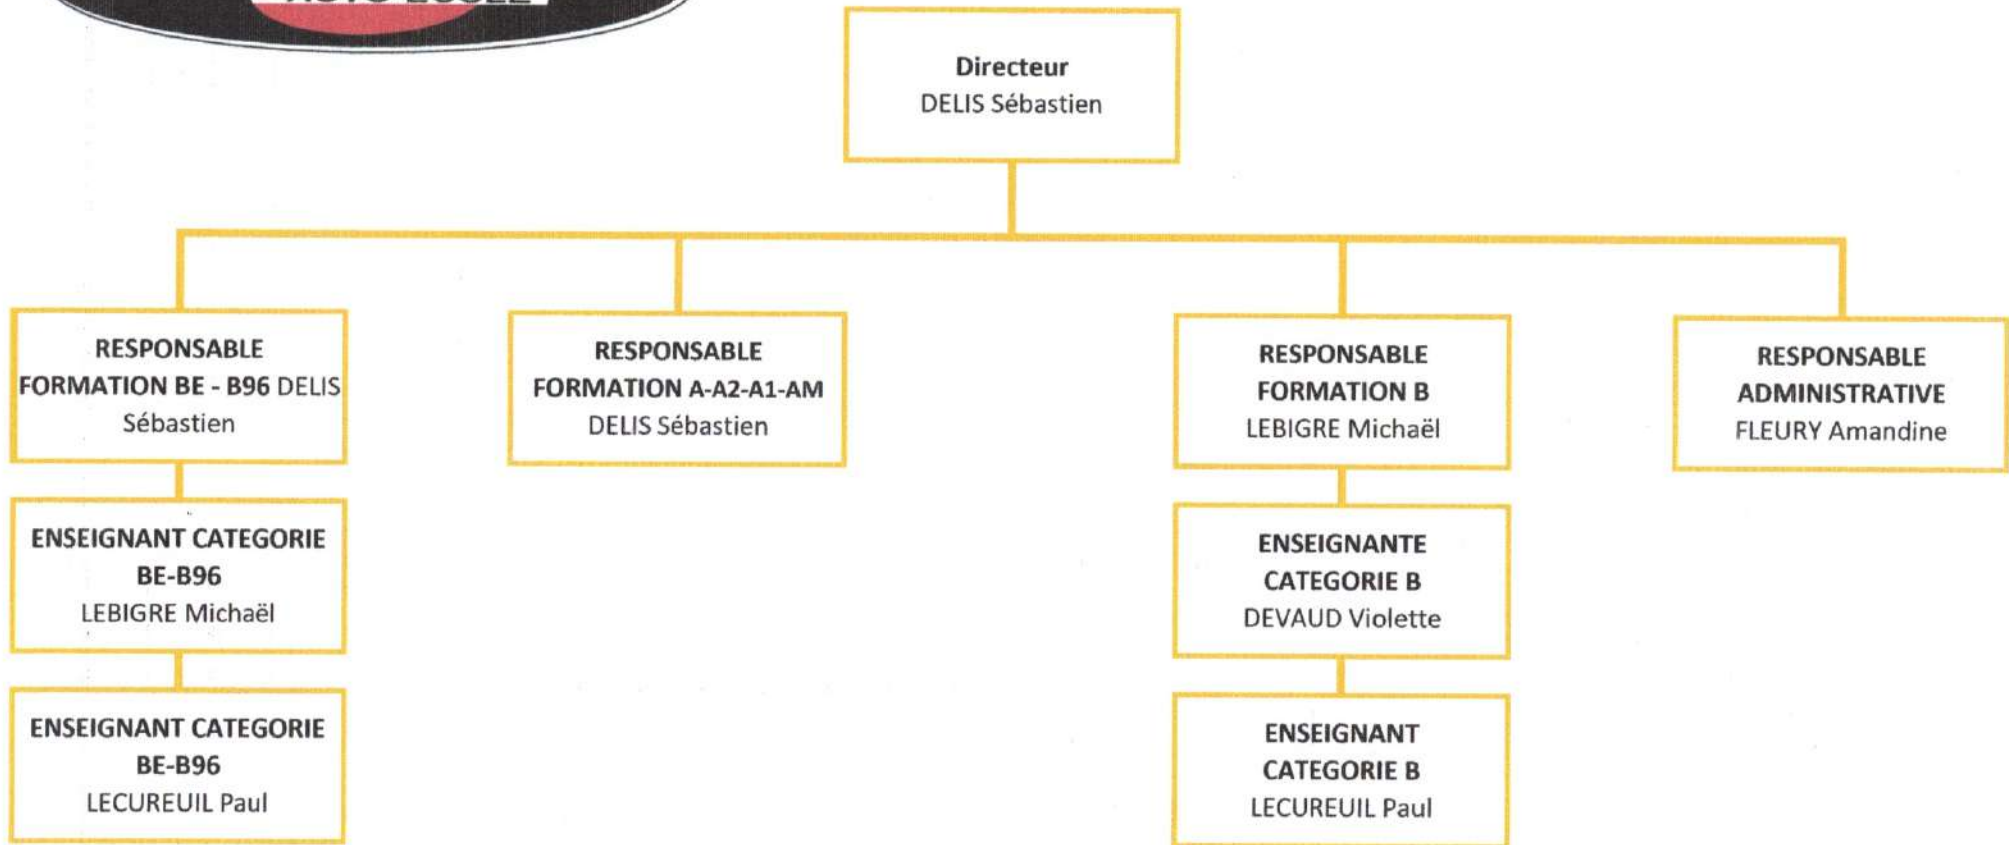 AUTO-ECOLE
Directeur
DELIS Sébastien
RESPONSABLE
FORMATION BE - B96 DELIS
Sébastien
RESPONSABLE
FORMATION A-A2-A1-AM
DELIS Sébastien
RESPONSABLE
FORMATION B
LEBIGRE Michaël
RESPONSABLE
ADMINISTRATIVE
FLEURY Amandine
ENSEIGNANT CATEGORIE
BE-B96
LEBIGRE Michaël
ENSEIGNANTE
CATEGORIE B
DEVAUD Violette
ENSEIGNANT CATEGORIE
BE-B96
LECUREUIL Paul
ENSEIGNANT
CATEGORIE B
LECUREUIL Paul